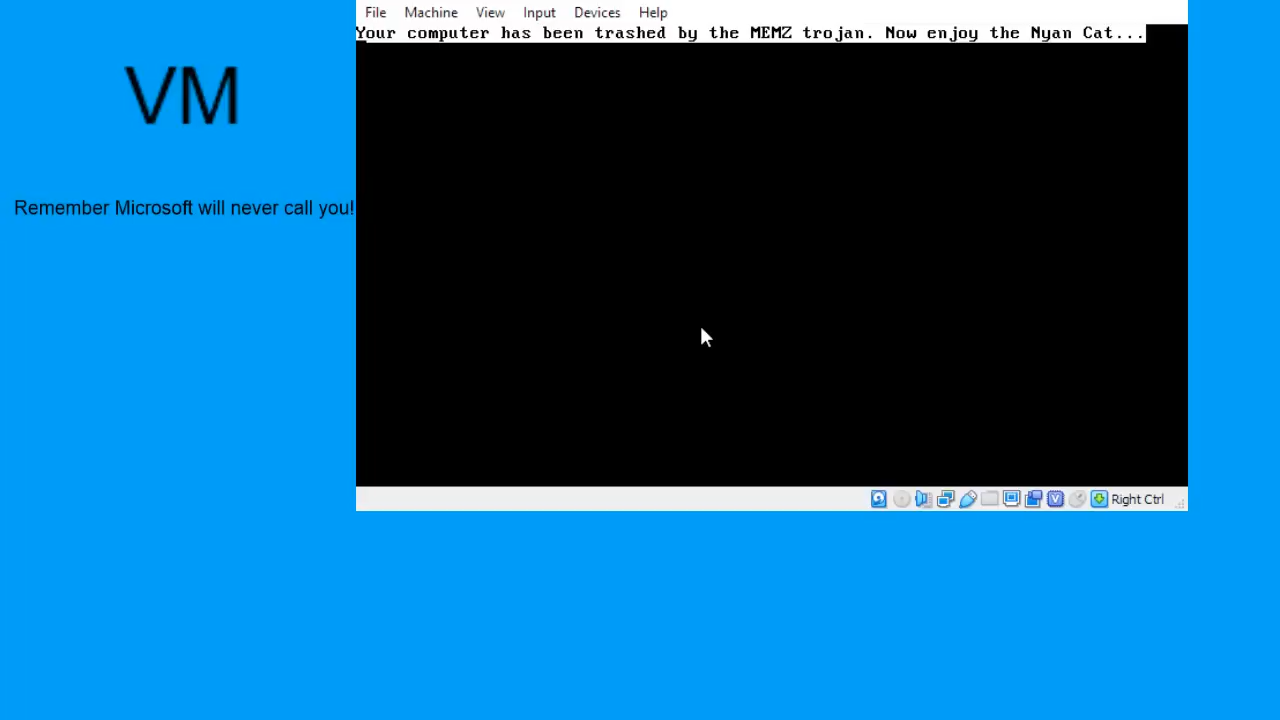 File Machine View Input Devices Help
Your computer has been trashed by the MEMZ trojan. Now enjoy the Nyan Cat...
VM
Remember Microsoft will never call you!
Right Ctrl